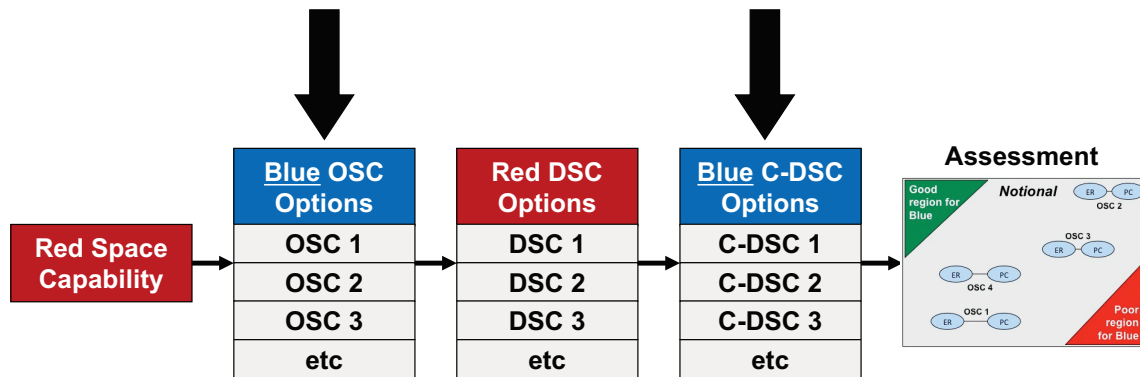 Red Space
Capability
Blue OSC
Options
OSC 1
OSC 2
OSC 3
etc
Red DSC
Options
DSC 1
DSC 2
DSC 3
etc
Blue C-DSC
Options
C-DSC 1
C-DSC 2
C-DSC 3
etc
Assessment
Good
region for
Blue
Notional
ER PC
OSC 2
OSC 3
ER PC
ER PC
OSC 4
OSC 1
ER PC
Poor
region
for Blue